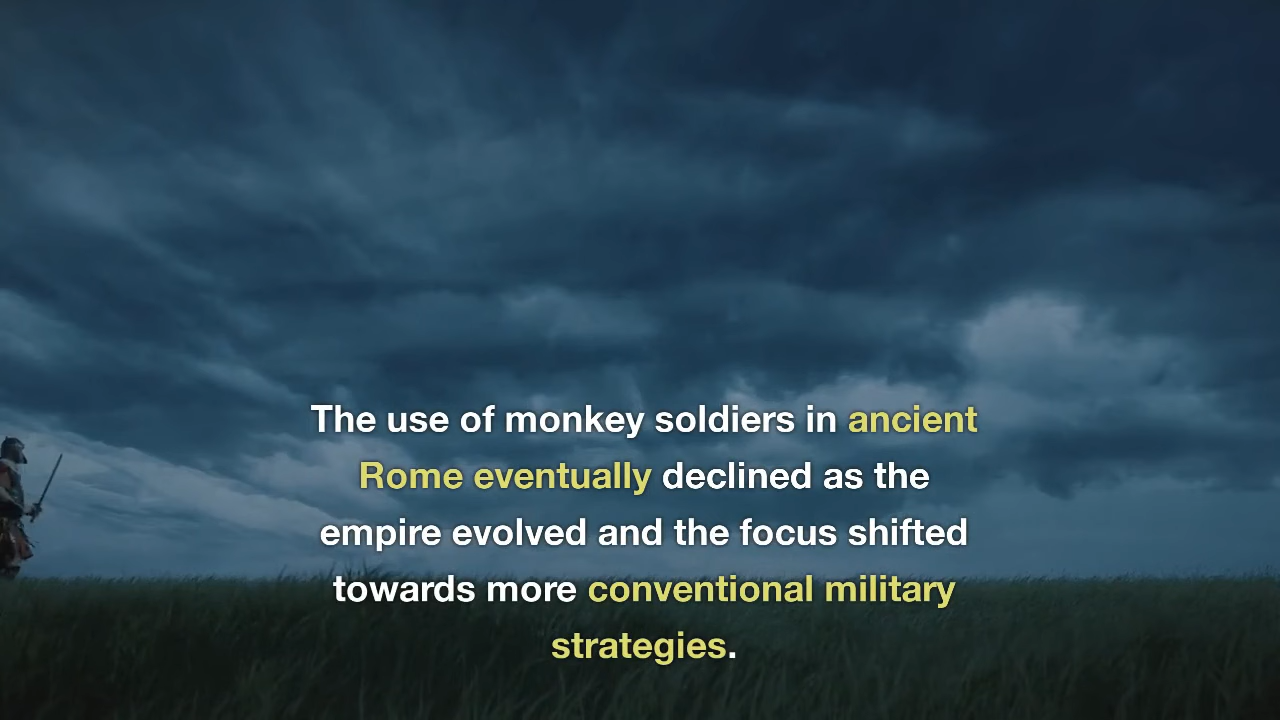 The use of monkey soldiers in ancient
Rome eventually declined as the
empire evolved and the focus shifted
towards more conventional military
strategies.